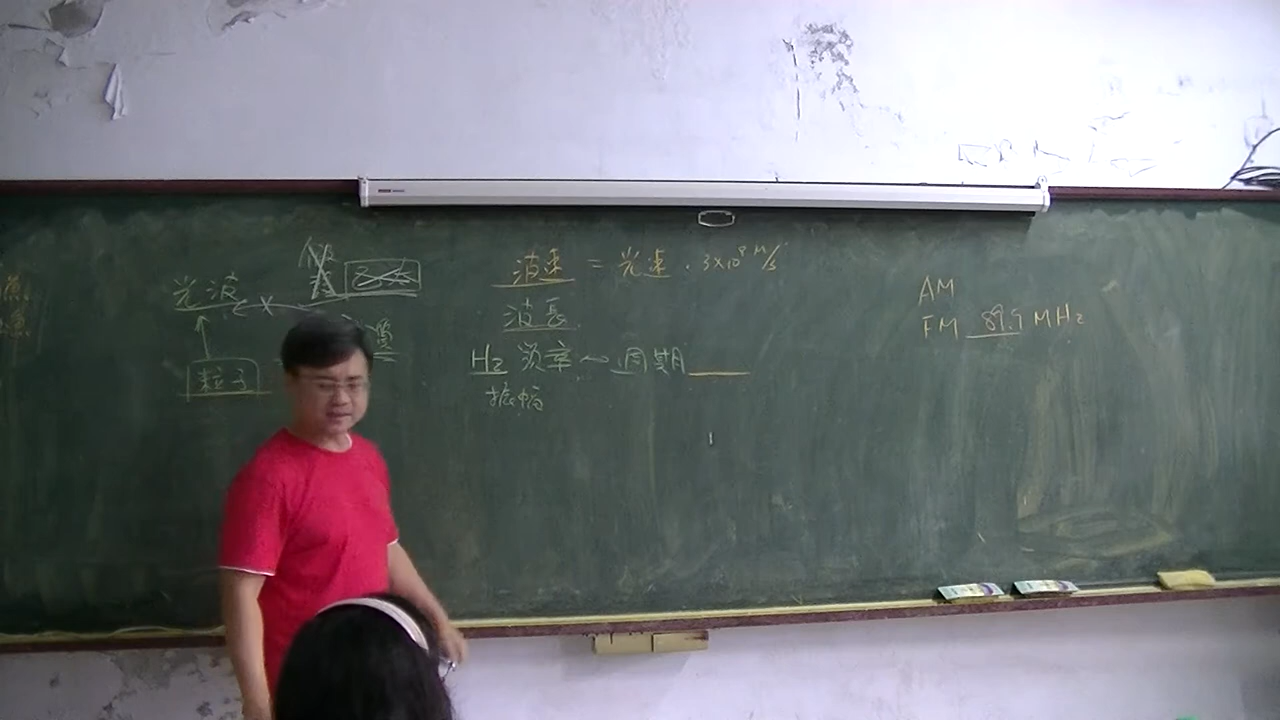 光波
粒子
波速 = 光速 . 3×10⁸ M/s
波長
Hz 頻率 ~ 週期
振幅
AM
FM 89.9 MHz